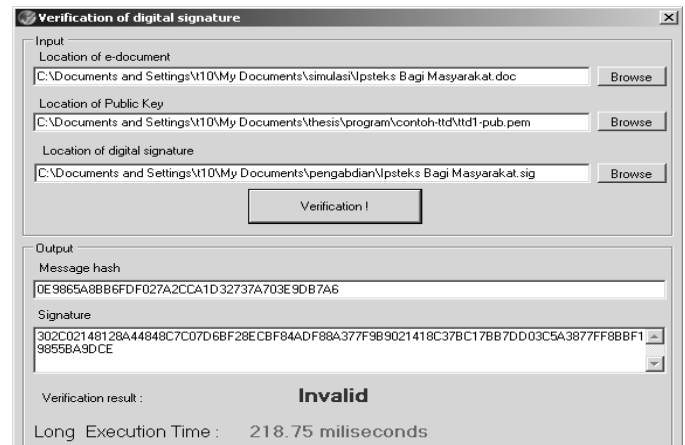 Verification of digital signature
Input
Location of e-document
C:\Documents and Settings\t10\My Documents\simulasi\Ipsteks Bagi Masyarakat.doc
Browse
Location of Public Key
C:\Documents and Settings\t10\My Documents\thesis\program\contoh-ttd\ttd1-pub.pem
Browse
Location of digital signature
C:\Documents and Settings\t10\My Documents\pengabdian\Ipsteks Bagi Masyarakat.sig
Browse
Verification !
Output
Message hash
0E9865A8BB6FDF027A2CCA1D32737A703E9DB7A6
Signature
302C02148128A44848C7C07D6BF28ECBF84ADF88A377F9B9021418C37BC17BB7DD03C5A3877FF8BBF1
9855BA9DCE
Verification result :
Invalid
Long Execution Time :
218.75 miliseconds